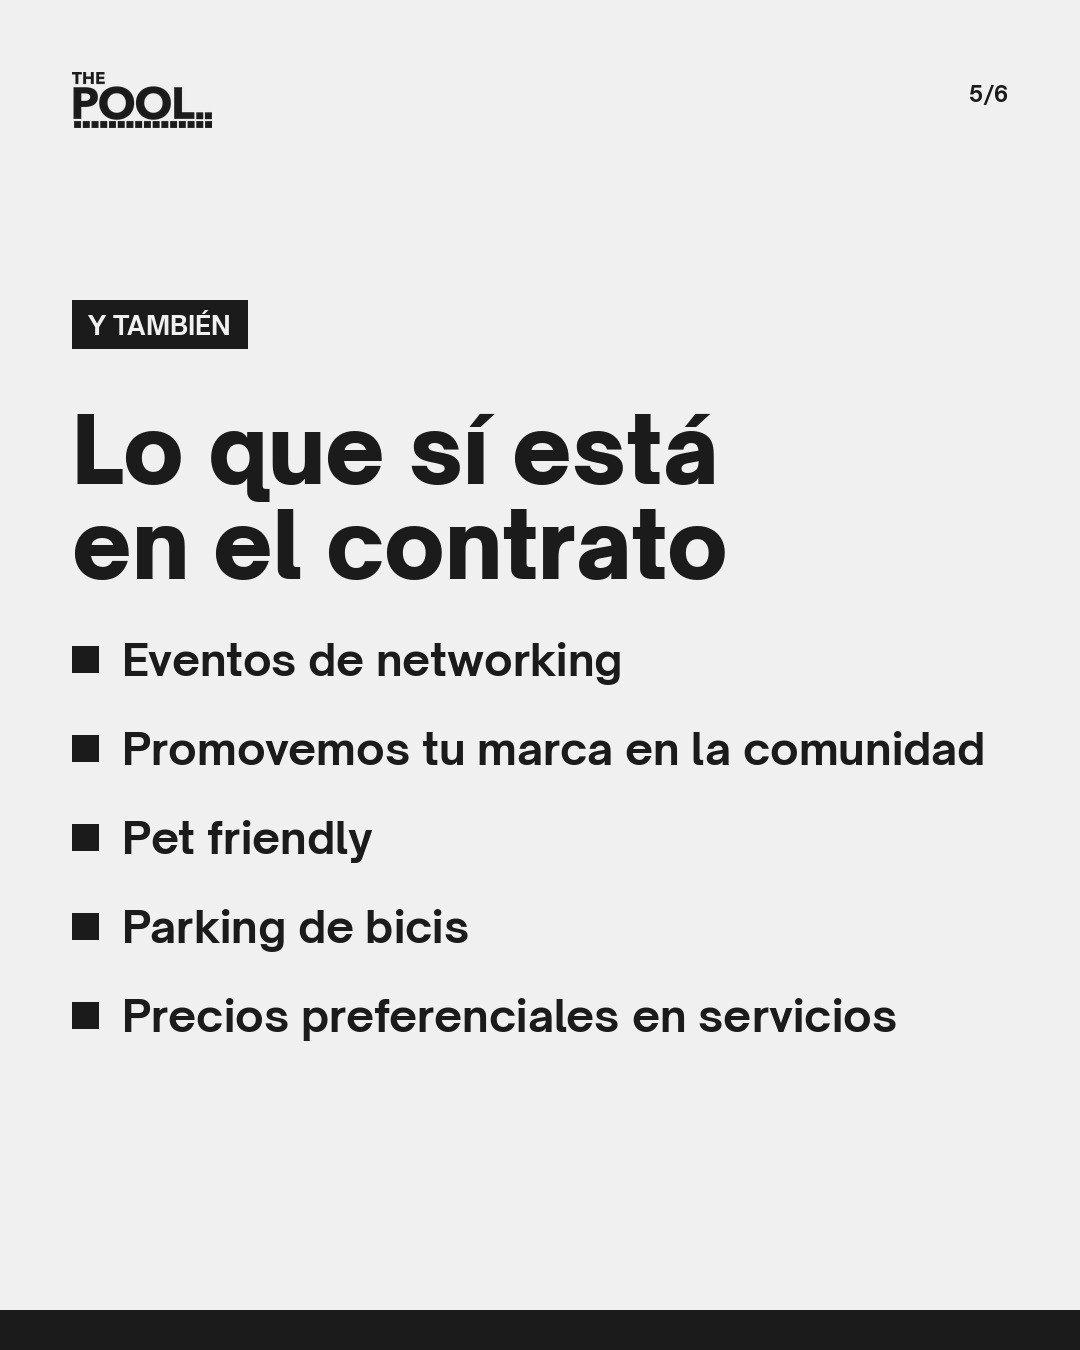 THE
POOL..
5/6
Y TAMBIÉN
Lo que sí está
en el contrato
Eventos de networking
Promovemos tu marca en la comunidad
Pet friendly
Parking de bicis
Precios preferenciales en servicios